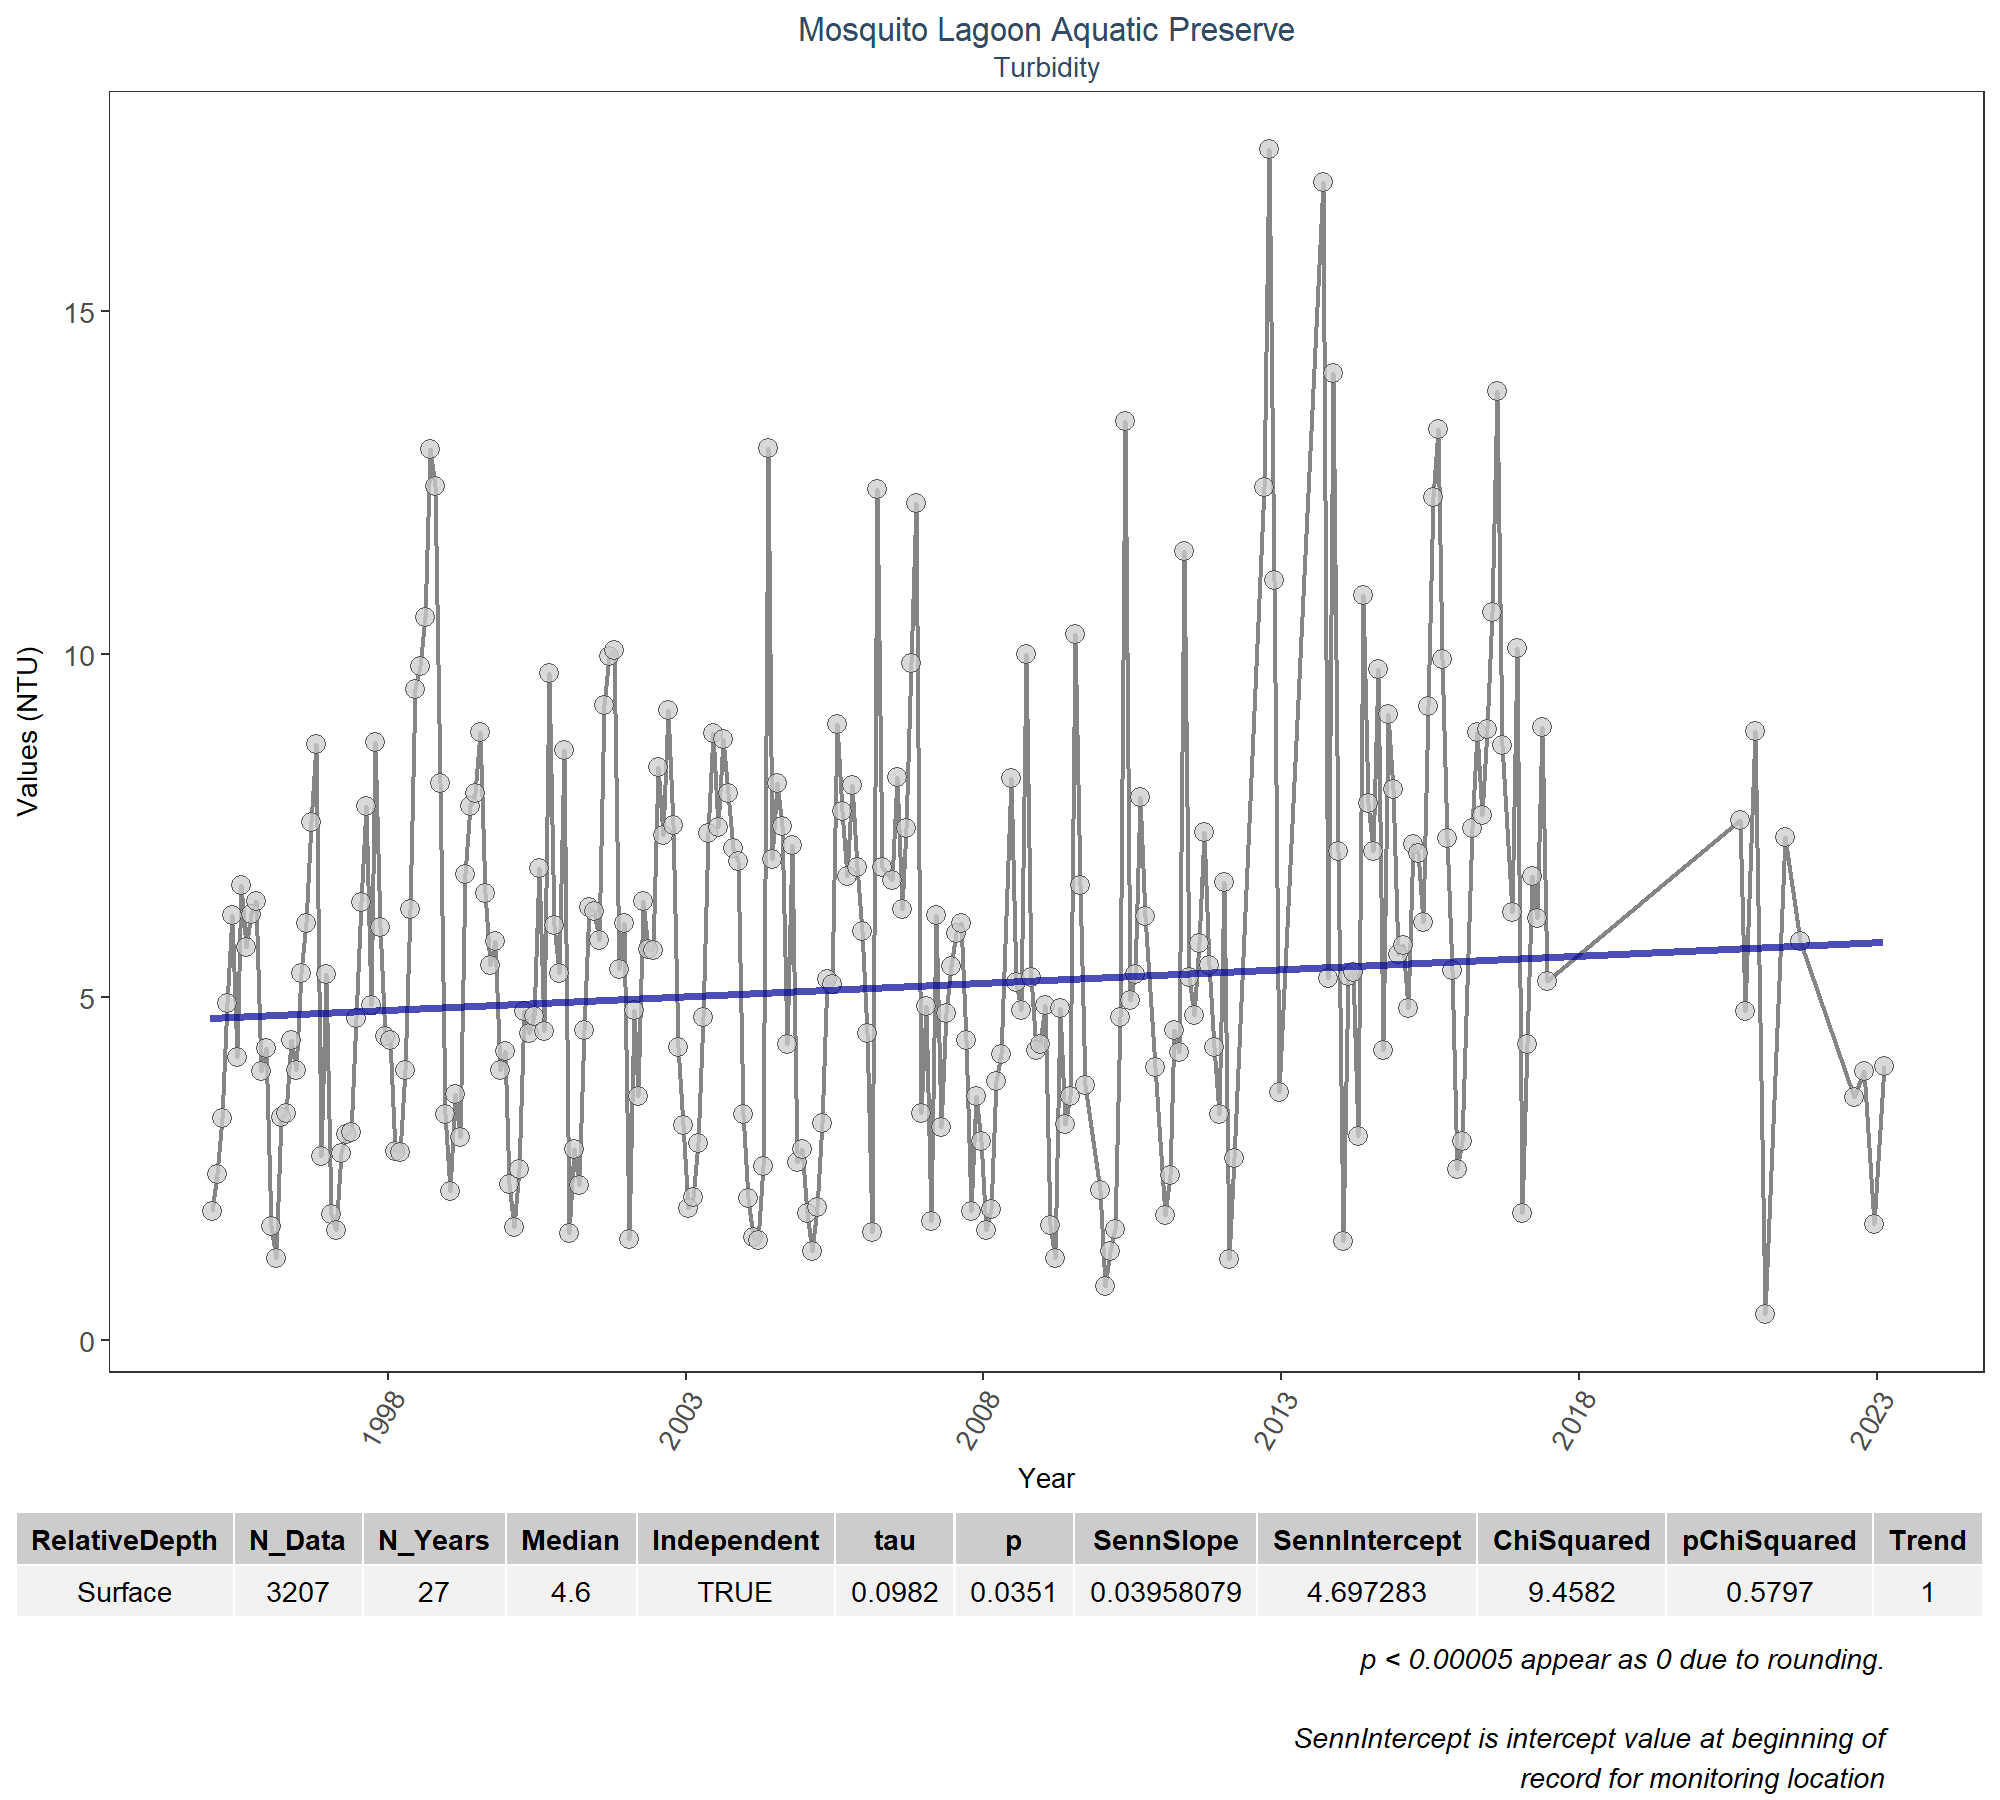 Mosquito Lagoon Aquatic Preserve
Turbidity
Values (NTU)
15
10
5
0
1998
2003
2008
2013
2018
2023
Year
RelativeDepth N_Data N_Years Median Independent tau p SennSlope SennIntercept ChiSquared pChiSquared Trend
Surface 3207 27 4.6 TRUE 0.0982 0.0351 0.03958079 4.697283 9.4582 0.5797 1
p < 0.00005 appear as 0 due to rounding.
SennIntercept is intercept value at beginning of
record for monitoring location